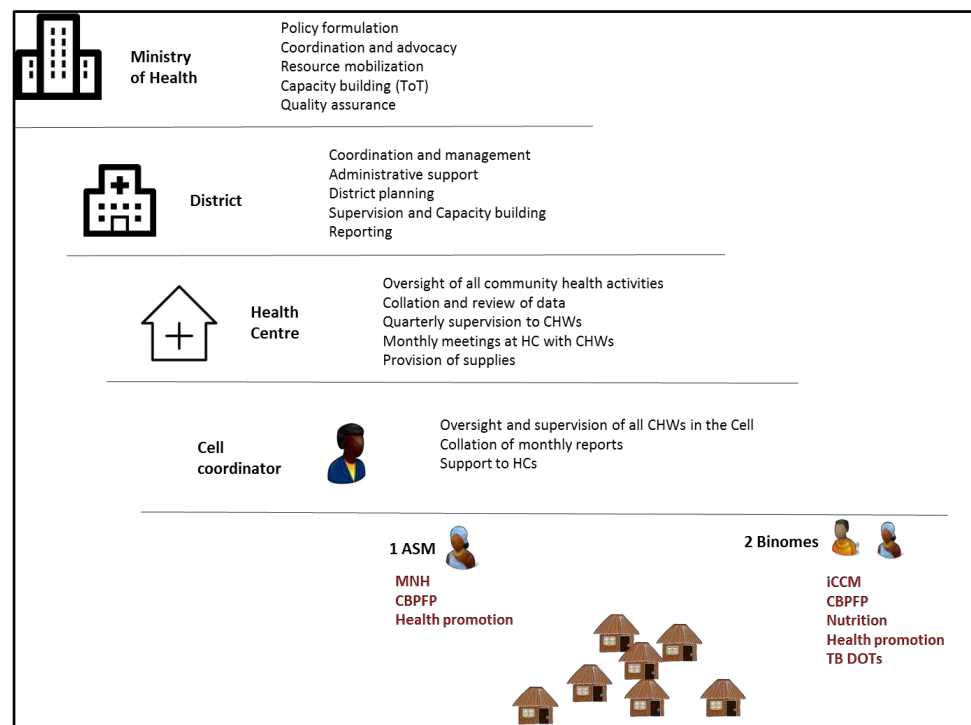 Ministry
of Health
Policy formulation
Coordination and advocacy
Resource mobilization
Capacity building (ToT)
Quality assurance
District
Coordination and management
Administrative support
District planning
Supervision and Capacity building
Reporting
Health
Centre
Oversight of all community health activities
Collation and review of data
Quarterly supervision to CHWs
Monthly meetings at HC with CHWs
Provision of supplies
Cell
coordinator
Oversight and supervision of all CHWs in the Cell
Collation of monthly reports
Support to HCs
1 ASM
MNH
CBPFP
Health promotion
2 Binomes
iCCM
CBPFP
Nutrition
Health promotion
TB DOTs